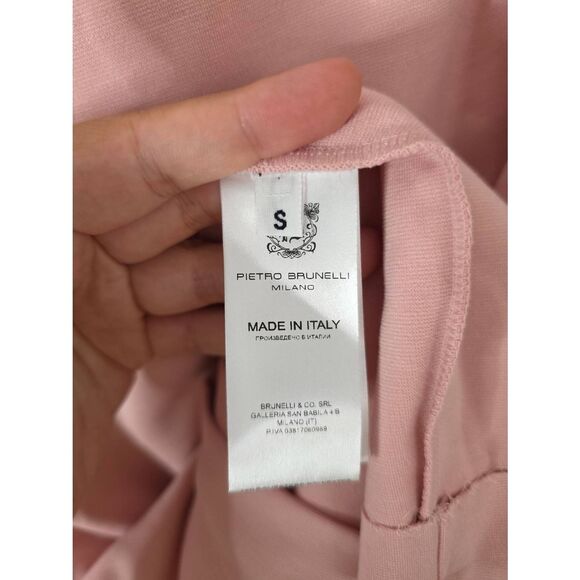 S
PIETRO BRUNELLI
MILANO
MADE IN ITALY
ПРОИЗВЕДЕНО В ИТАЛИИ
BRUNELLI & CO. SRL
GALLERIA SAN BABILA 4 B
MILANO (IT)
P.IVA 03817060969